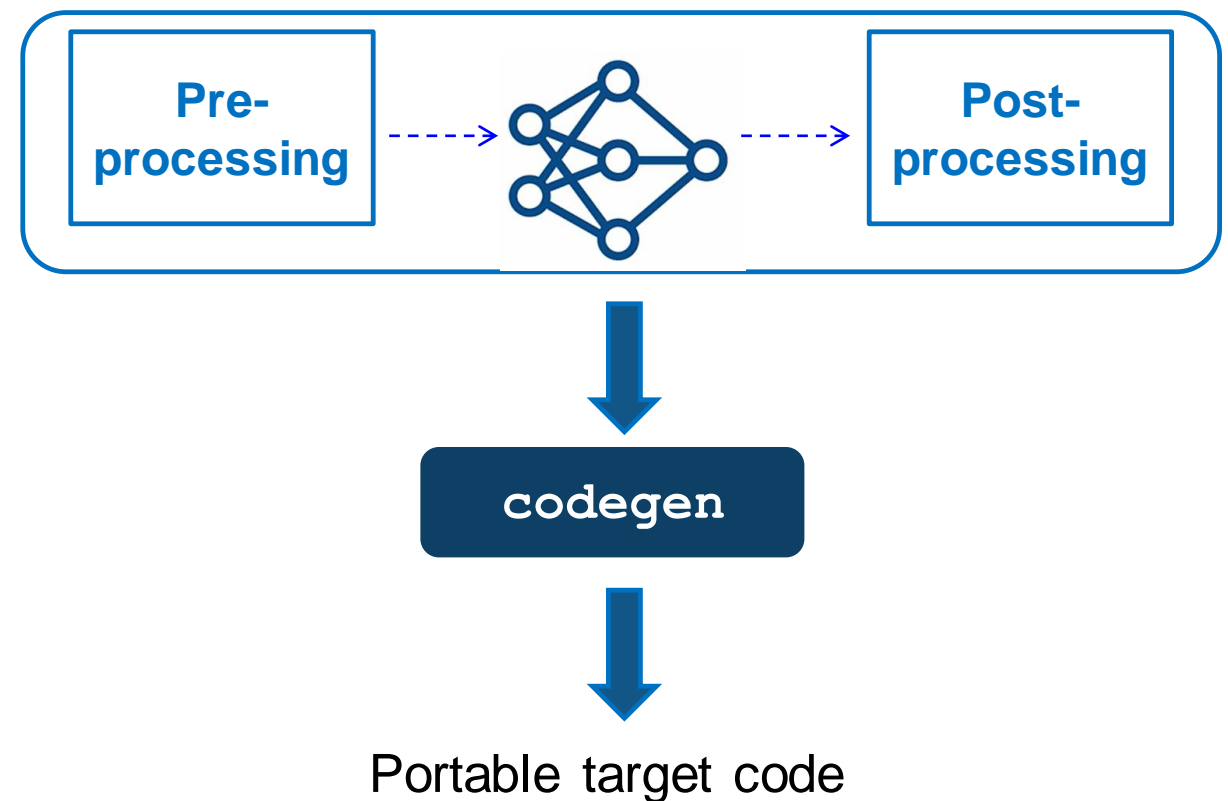 Pre-
processing
Post-
processing
codegen
Portable target code